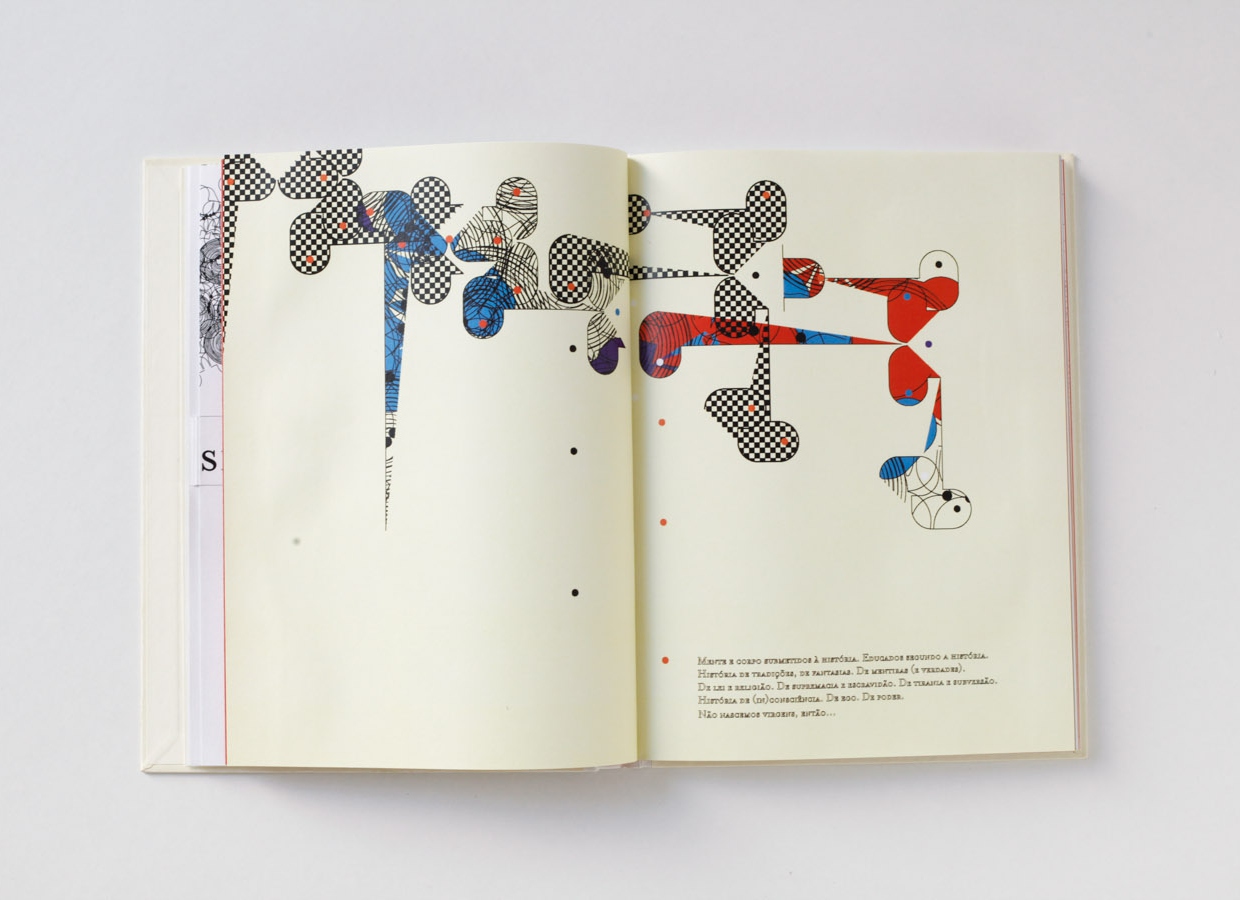 S
Mente e corpo submetidos à história. Educados segundo a história.
História de tradições, de fantasias. De mentiras (e verdades).
De lei e religião. De supremacia e escravidão. De tirania e subversão.
História de (in)consciência. De ego. De poder.
Não nascemos virgens, então...